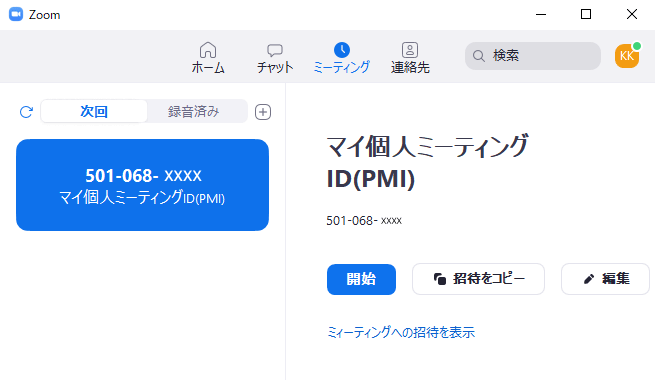 Zoom
ホーム
チャット
ミーティング
連絡先
検索
KK
次回
録音済み
501-068- XXXX
マイ個人ミーティングID(PMI)
マイ個人ミーティング
ID(PMI)
501-068- xxxx
開始
招待をコピー
編集
ミィーティングへの招待を表示